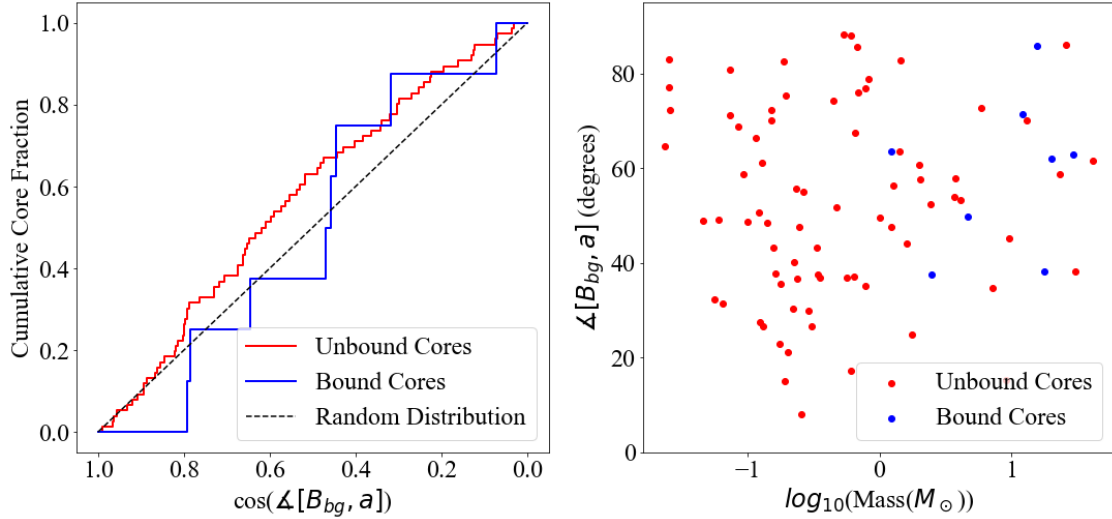 Cumulative Core Fraction
1.0
0.8
0.6
0.4
0.2
0.0
Unbound Cores
Bound Cores
Random Distribution
1.0 0.8 0.6 0.4 0.2 0.0
cos(∡[B_bg, a])
∡[B_bg, a] (degrees)
80
60
40
20
0
Unbound Cores
Bound Cores
−1 0 1
log₁₀(Mass(M_⊙))